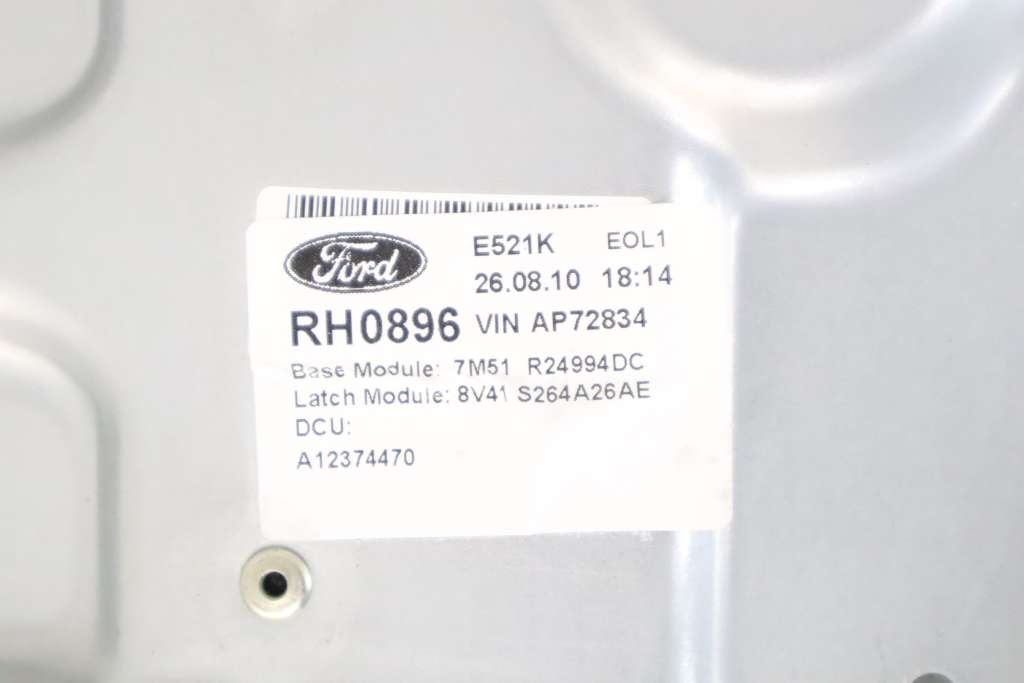 Ford
E521K EOL1
26.08.10 18:14
RH0896 VIN AP72834
Base Module: 7M51 R24994DC
Latch Module: 8V41 S264A26AE
DCU:
A12374470